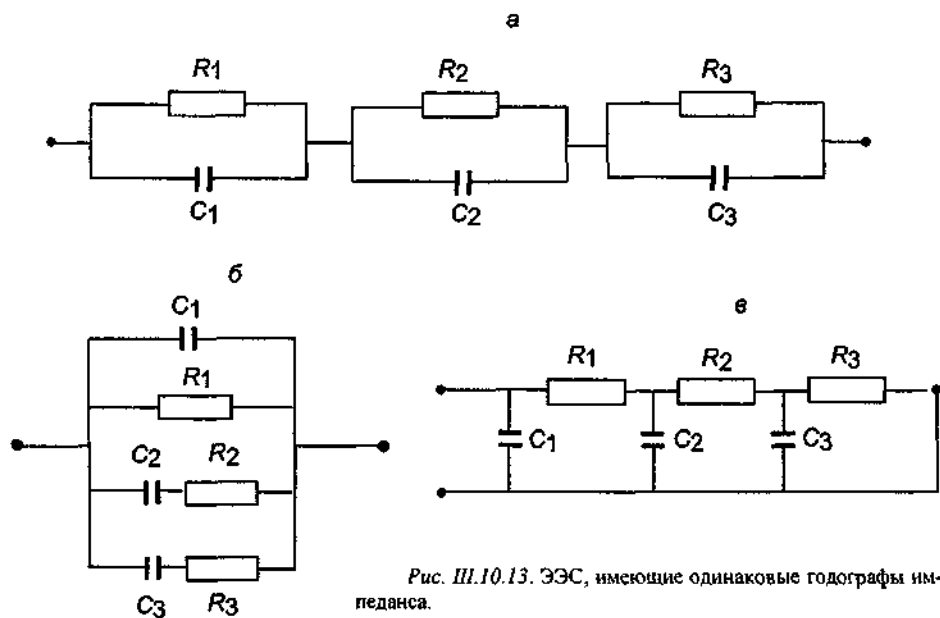 а
R1 R2 R3
C1 C2 C3
б
C1
R1
C2 R2
C3 R3
в
R1 R2 R3
C1 C2 C3
Рис. III.10.13. ЭЭС, имеющие одинаковые годографы им-
педанса.